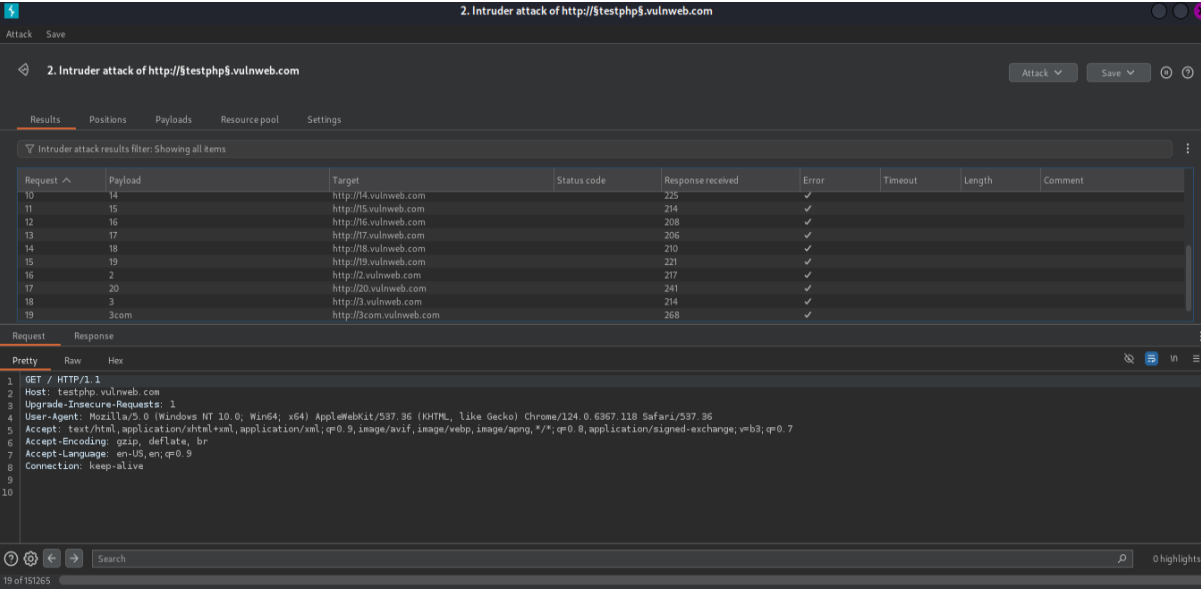 2. Intruder attack of http://§testphp§.vulnweb.com
Attack Save
2. Intruder attack of http://§testphp§.vulnweb.com
Attack Save
Results Positions Payloads Resource pool Settings
Intruder attack results filter: Showing all items
Request Payload Target Status code Response received Error Timeout Length Comment
10 14 http://14.vulnweb.com 225
11 15 http://15.vulnweb.com 214
12 16 http://16.vulnweb.com 208
13 17 http://17.vulnweb.com 206
14 18 http://18.vulnweb.com 210
15 19 http://19.vulnweb.com 221
16 2 http://2.vulnweb.com 217
17 20 http://20.vulnweb.com 241
18 3 http://3.vulnweb.com 214
19 3com http://3com.vulnweb.com 268
Request Response
Pretty Raw Hex
\n
1 GET / HTTP/1.1
2 Host: testphp.vulnweb.com
3 Upgrade-Insecure-Requests: 1
4 User-Agent: Mozilla/5.0 (Windows NT 10.0; Win64; x64) AppleWebKit/537.36 (KHTML, like Gecko) Chrome/124.0.6367.118 Safari/537.36
5 Accept: text/html,application/xhtml+xml,application/xml;q=0.9,image/avif,image/webp,image/apng,*/*;q=0.8,application/signed-exchange;v=b3;q=0.7
6 Accept-Encoding: gzip, deflate, br
7 Accept-Language: en-US,en;q=0.9
8 Connection: keep-alive
9
10
Search 0 highlights
19 of 151265